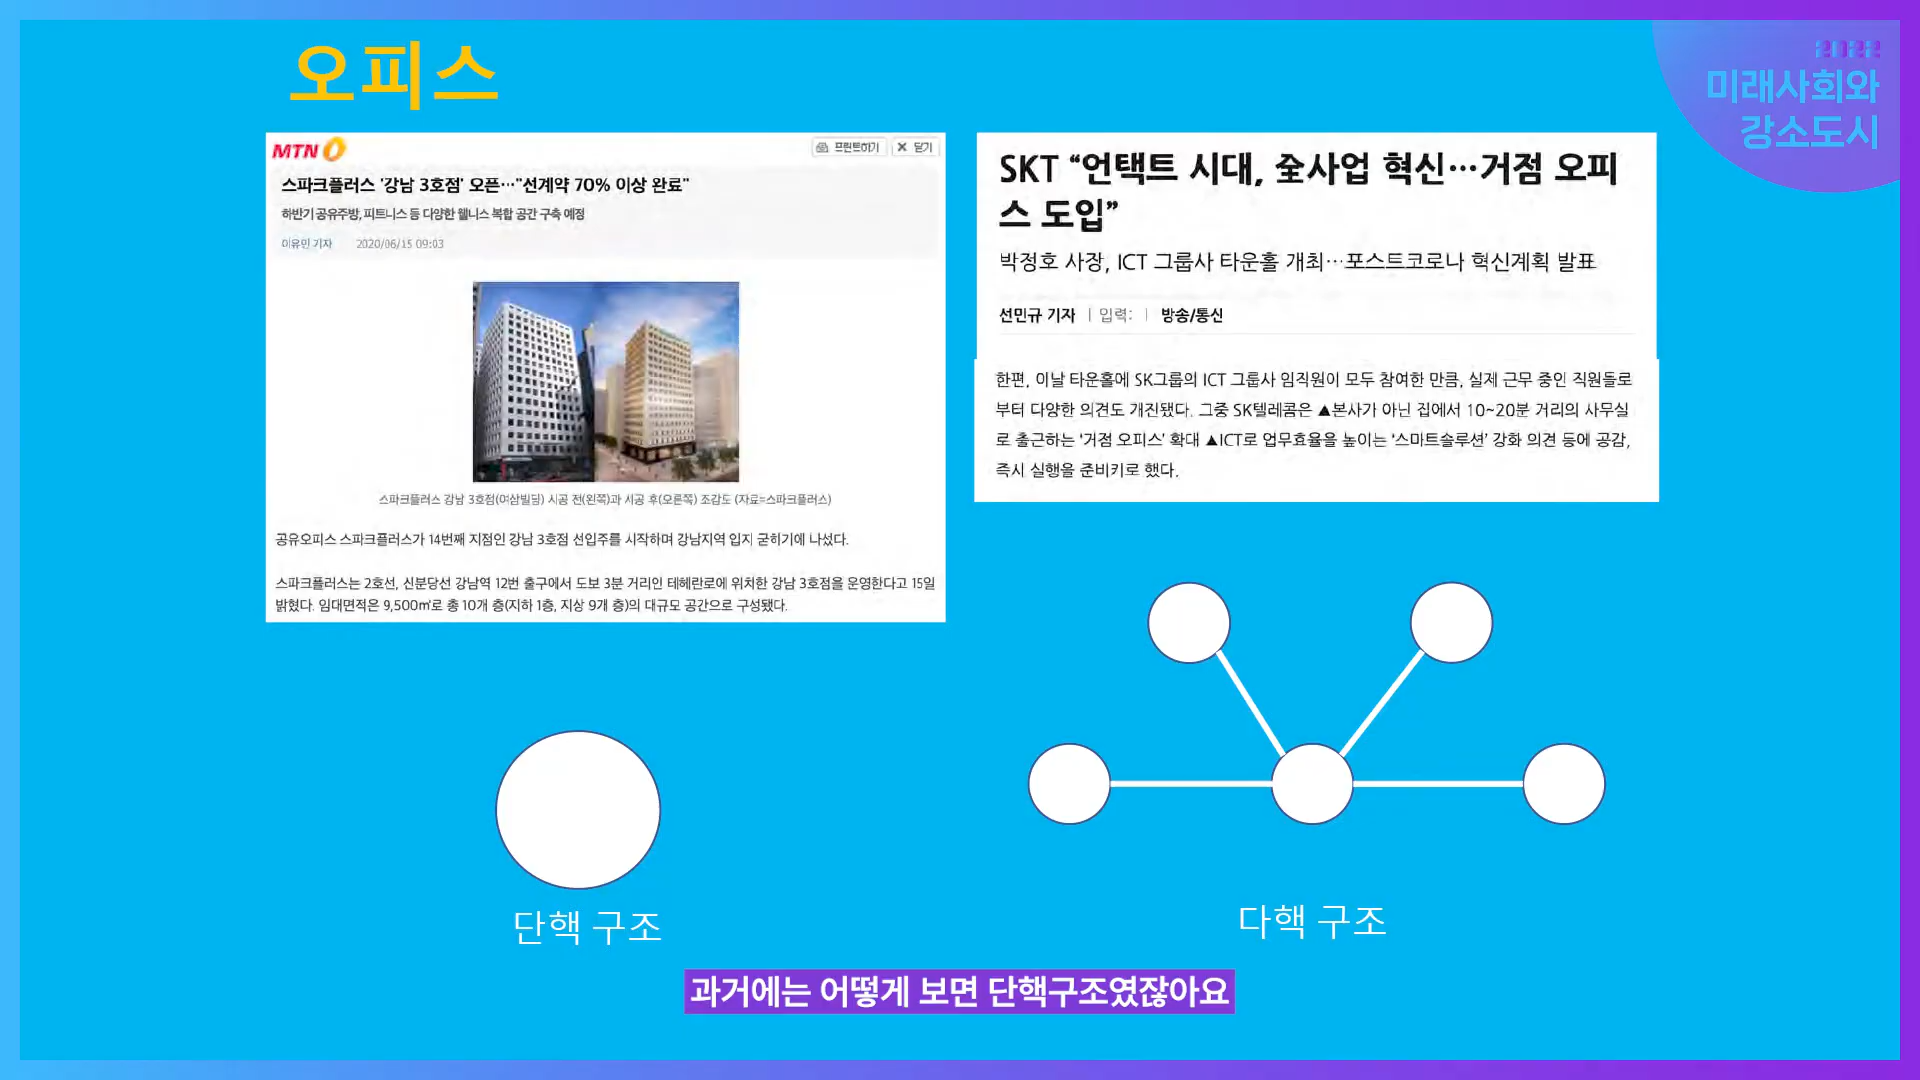 오피스
2022
미래사회와
강소도시
MTN
프린트하기
닫기
스파크플러스 '강남 3호점' 오픈…"선계약 70% 이상 완료"
하반기 공유주방, 피트니스 등 다양한 웰니스 복합 공간 구축 예정
이유민 기자 2020/06/15 09:03
스파크플러스 강남 3호점(여삼빌딩) 시공 전(왼쪽)과 시공 후(오른쪽) 조감도 (자료=스파크플러스)
공유오피스 스파크플러스가 14번째 지점인 강남 3호점 선입주를 시작하며 강남지역 입지 굳히기에 나섰다.
스파크플러스는 2호선, 신분당선 강남역 12번 출구에서 도보 3분 거리인 테헤란로에 위치한 강남 3호점을 운영한다고 15일
밝혔다. 임대면적은 9,500㎡로 총 10개 층(지하 1층, 지상 9개 층)의 대규모 공간으로 구성됐다.
SKT “언택트 시대, 全사업 혁신…거점 오피
스 도입”
박정호 사장, ICT 그룹사 타운홀 개최…포스트코로나 혁신계획 발표
선민규 기자 | 입력: | 방송/통신
한편, 이날 타운홀에 SK그룹의 ICT 그룹사 임직원이 모두 참여한 만큼, 실제 근무 중인 직원들로
부터 다양한 의견도 개진됐다. 그중 SK텔레콤은 ▲본사가 아닌 집에서 10~20분 거리의 사무실
로 출근하는 '거점 오피스' 확대 ▲ICT로 업무효율을 높이는 '스마트솔루션' 강화 의견 등에 공감,
즉시 실행을 준비키로 했다.
단핵 구조
다핵 구조
과거에는 어떻게 보면 단핵구조였잖아요